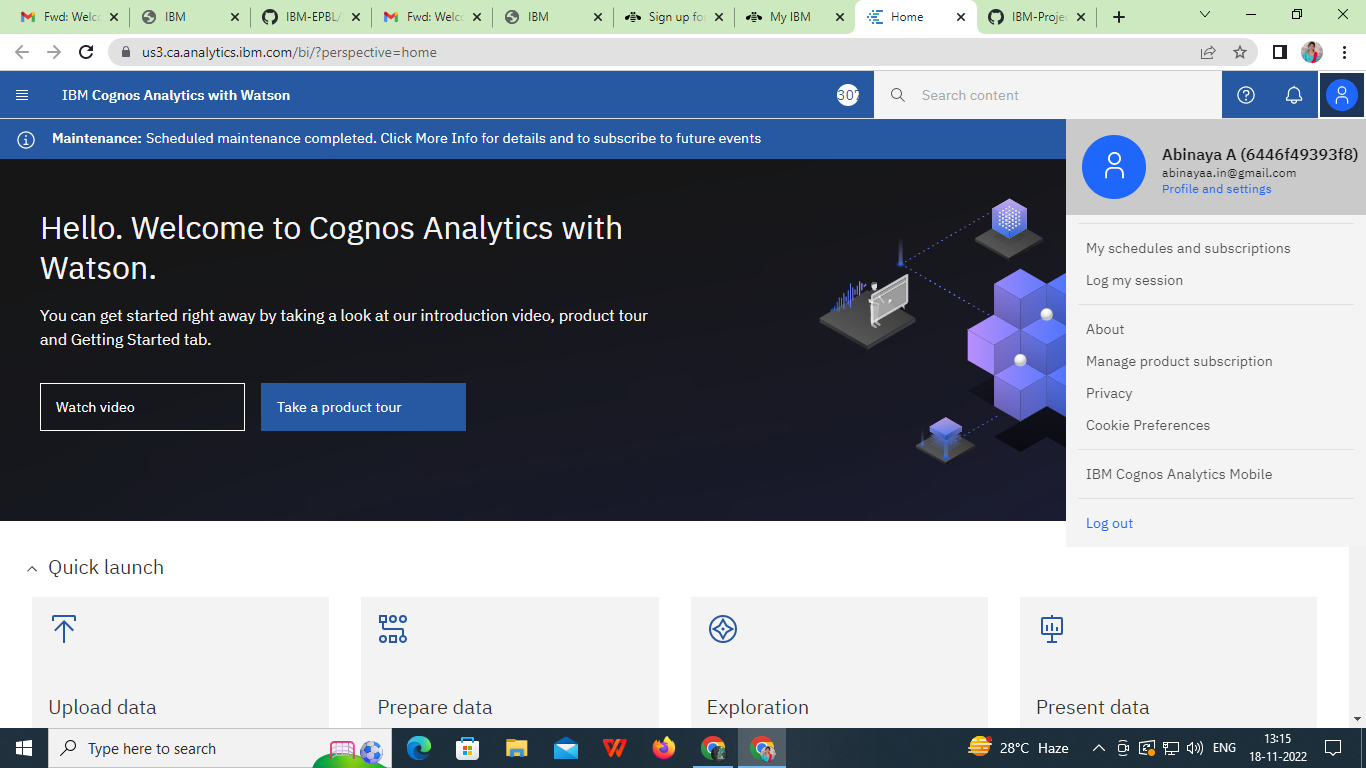 Fwd: Welc
IBM
IBM-EPBL/
Fwd: Welc
IBM
Sign up for
My IBM
Home
IBM-Projec
us3.ca.analytics.ibm.com/bi/?perspective=home
IBM Cognos Analytics with Watson
30?
Search content
Maintenance: Scheduled maintenance completed. Click More Info for details and to subscribe to future events
Abinaya A (6446f49393f8)
abinayaa.in@gmail.com
Profile and settings
Hello. Welcome to Cognos Analytics with
Watson.
You can get started right away by taking a look at our introduction video, product tour
and Getting Started tab.
Watch video
Take a product tour
My schedules and subscriptions
Log my session
About
Manage product subscription
Privacy
Cookie Preferences
IBM Cognos Analytics Mobile
Log out
Quick launch
Upload data
Prepare data
Exploration
Present data
Type here to search
28°C Haze
ENG
13:15
18-11-2022